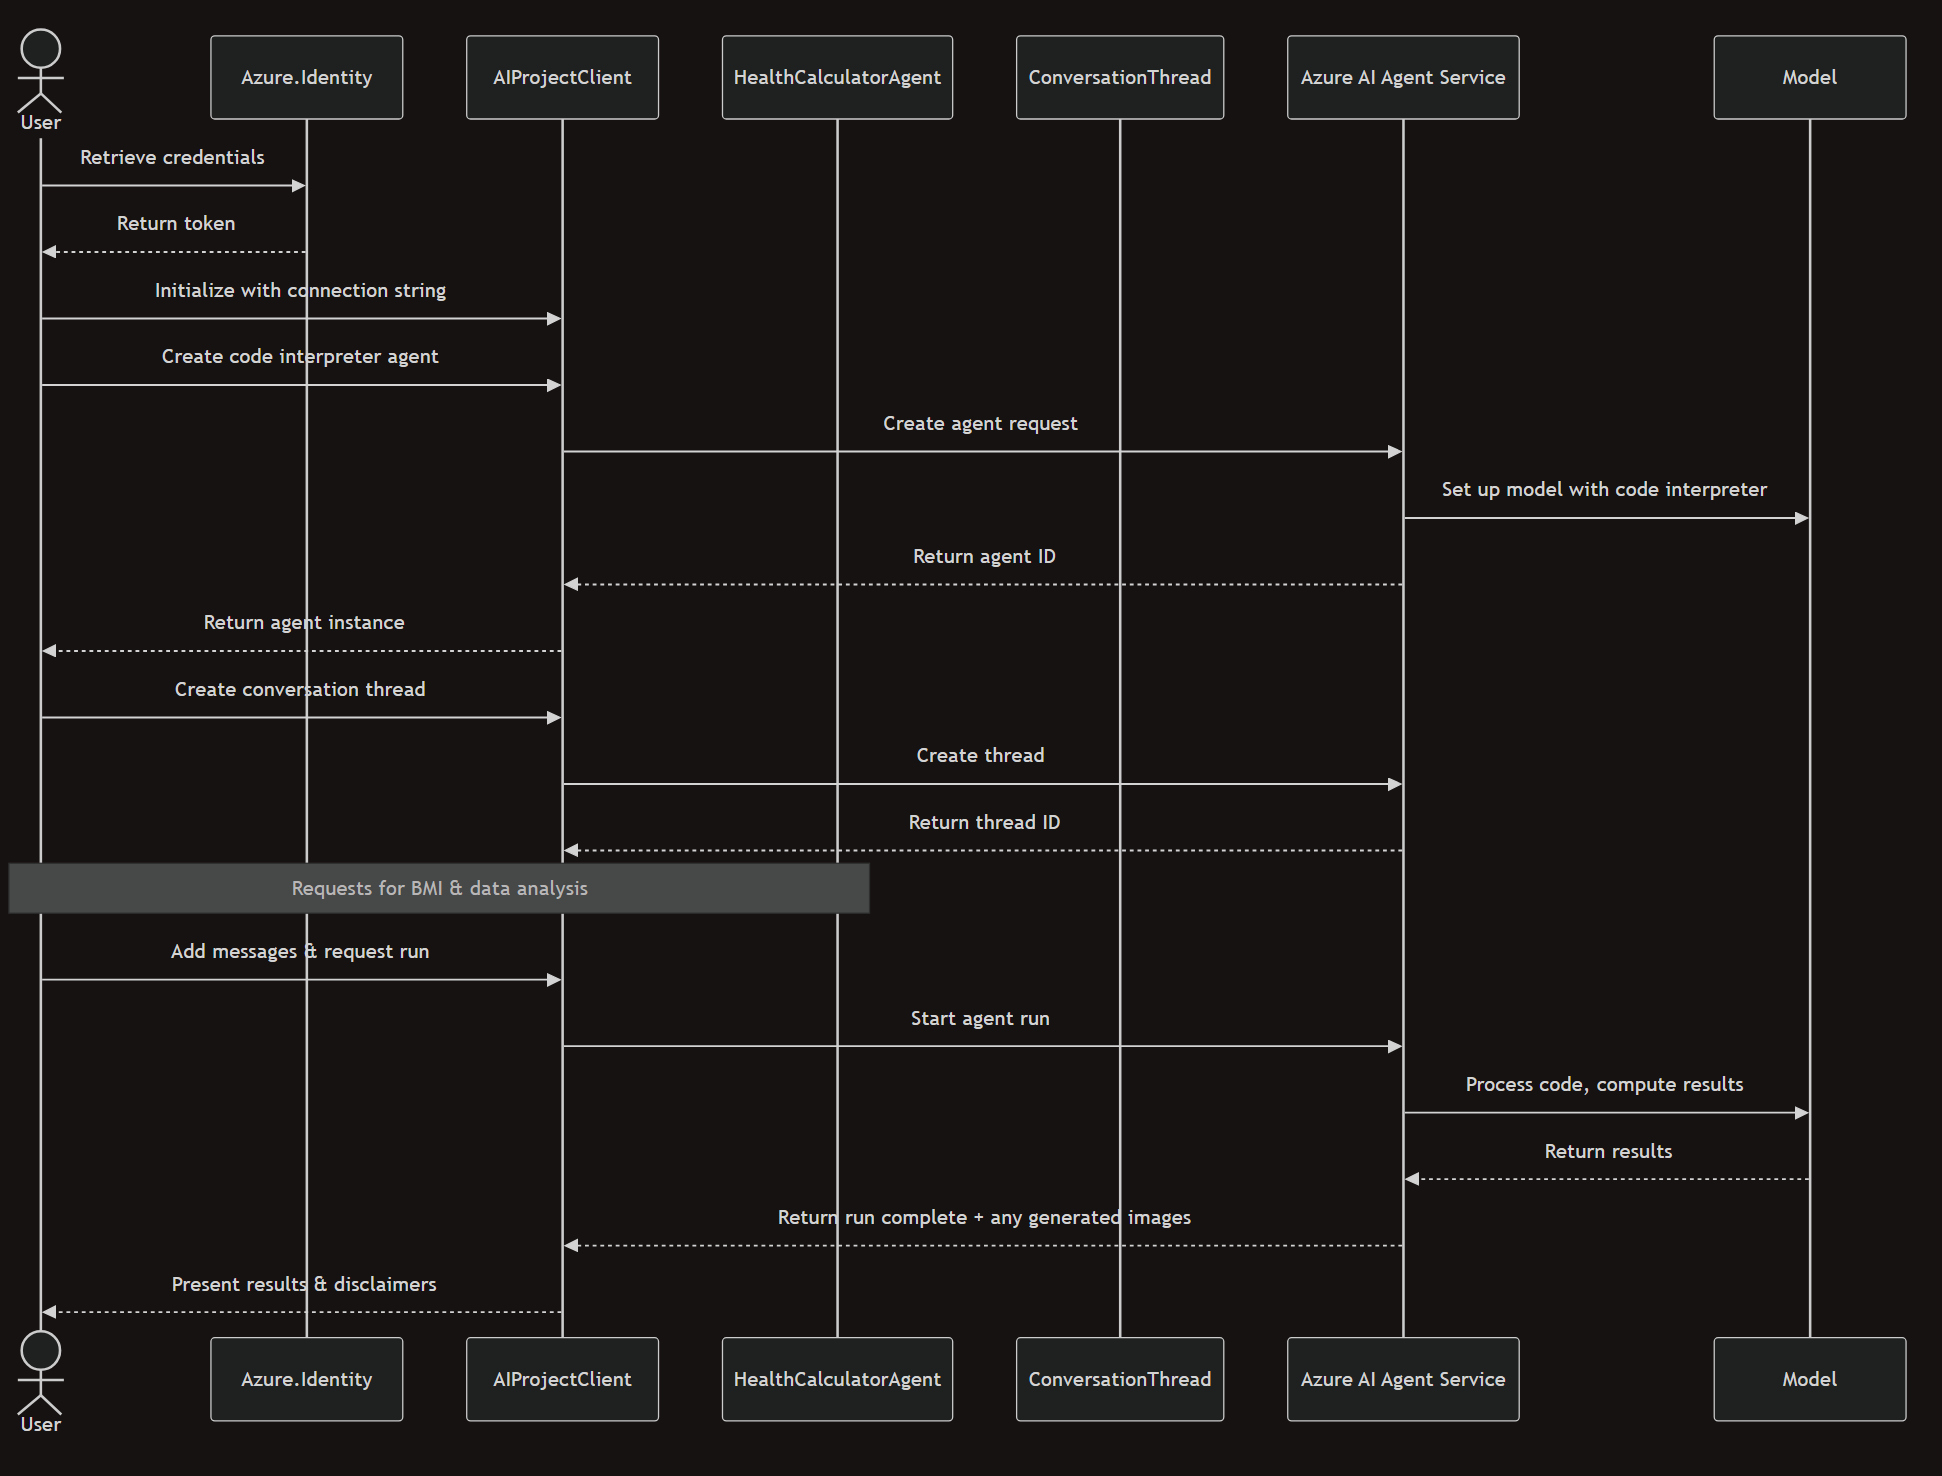 User
Azure.Identity
AIProjectClient
HealthCalculatorAgent
ConversationThread
Azure AI Agent Service
Model
Retrieve credentials
Return token
Initialize with connection string
Create code interpreter agent
Create agent request
Set up model with code interpreter
Return agent ID
Return agent instance
Create conversation thread
Create thread
Return thread ID
Requests for BMI & data analysis
Add messages & request run
Start agent run
Process code, compute results
Return results
Return run complete + any generated images
Present results & disclaimers
User
Azure.Identity
AIProjectClient
HealthCalculatorAgent
ConversationThread
Azure AI Agent Service
Model